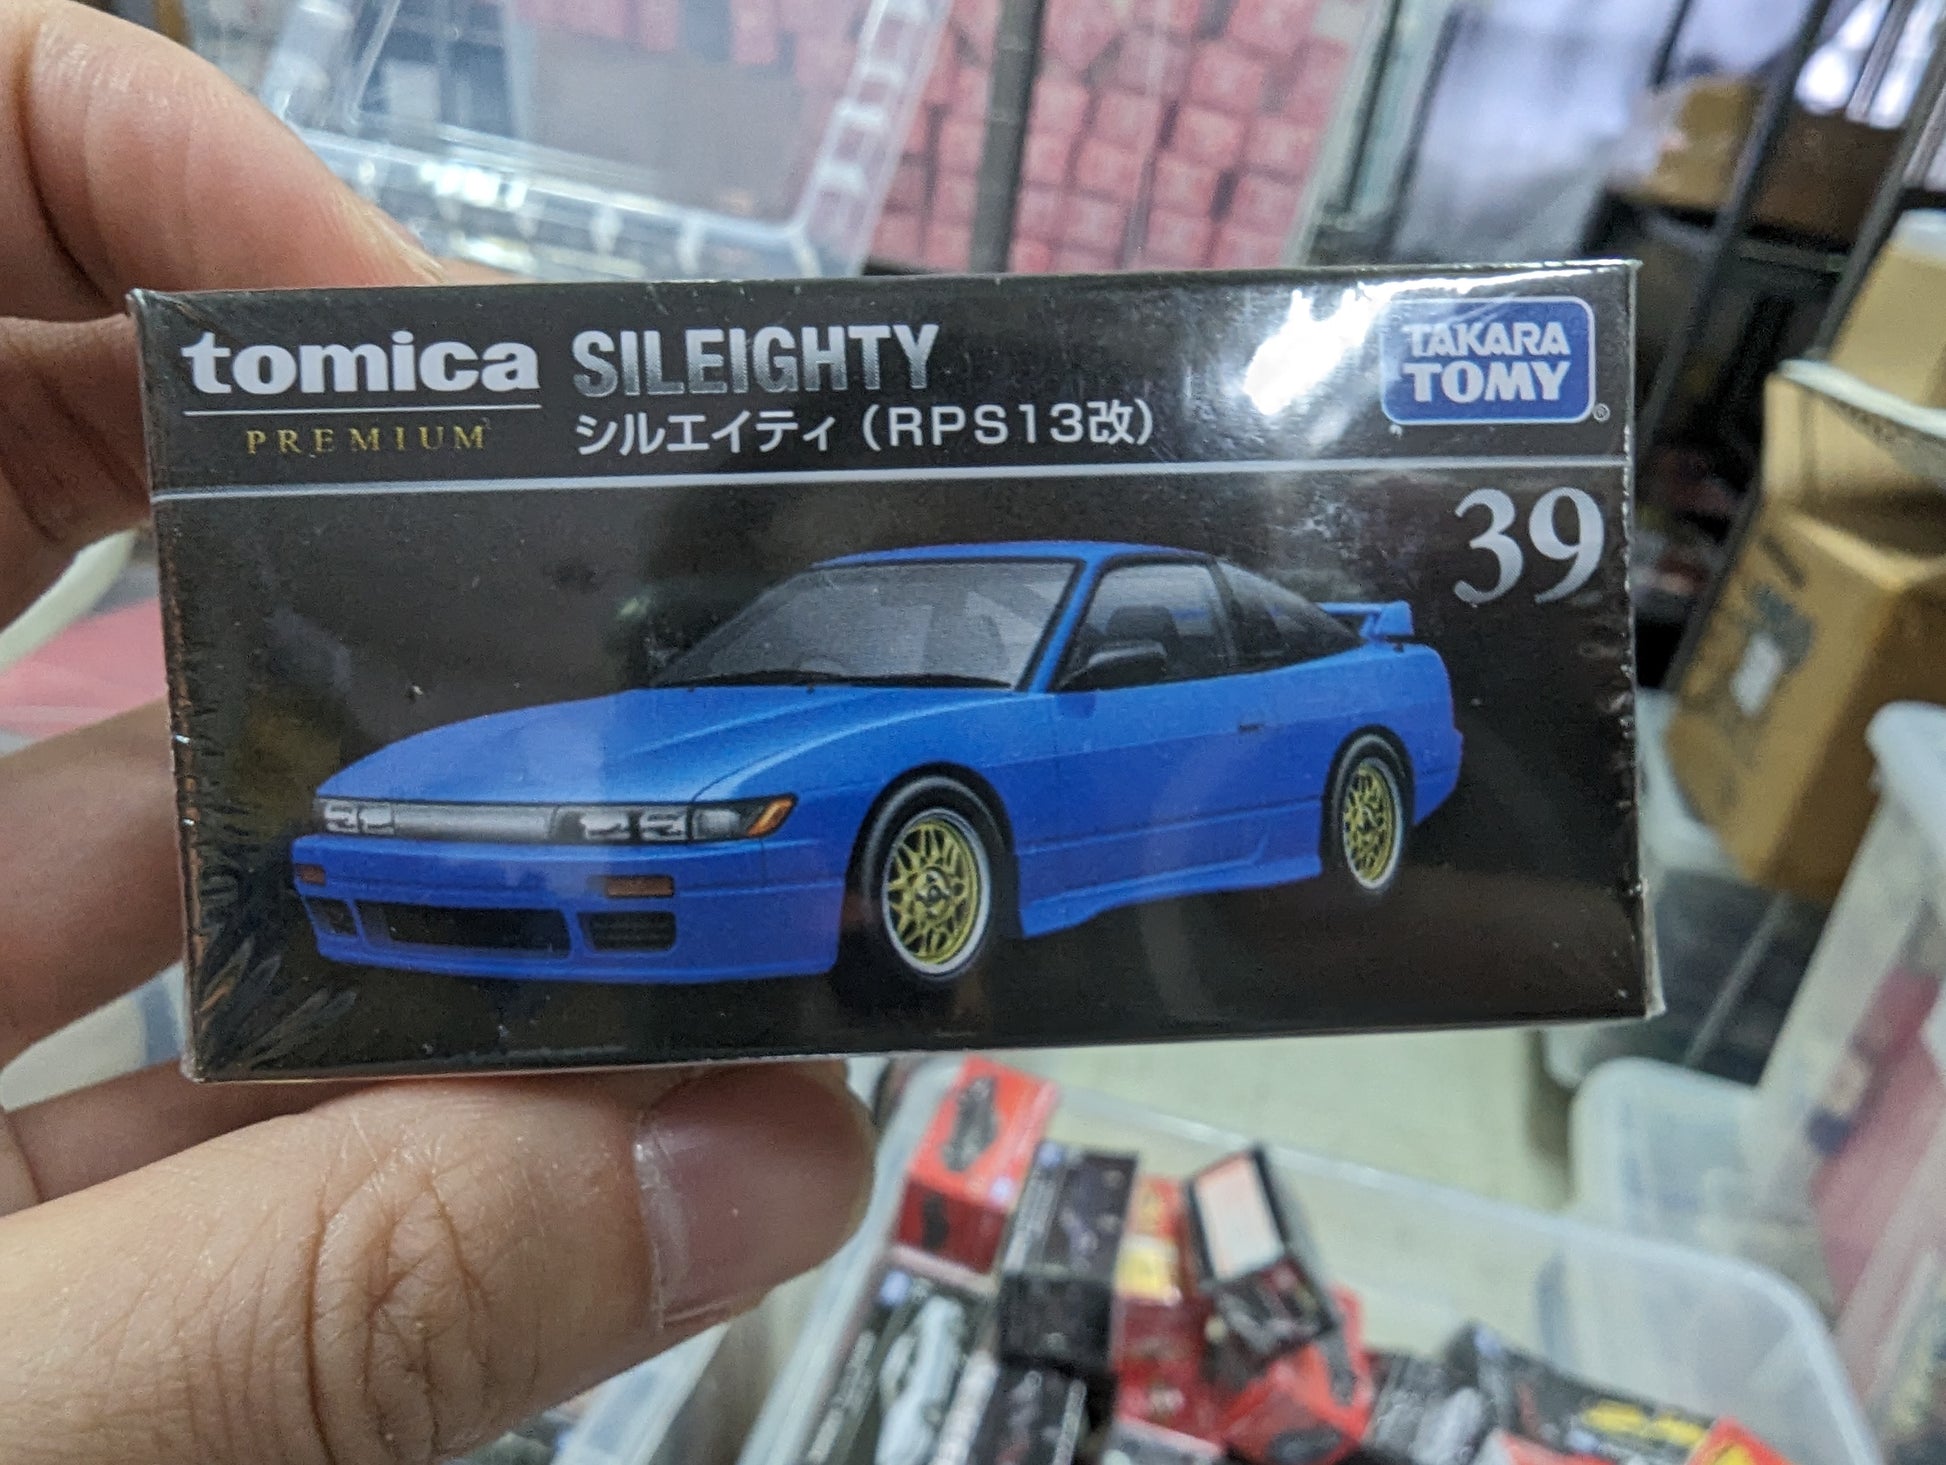 tomica
PREMIUM
SILEIGHTY
シルエイティ（RPS13改）
TAKARA
TOMY
®
39